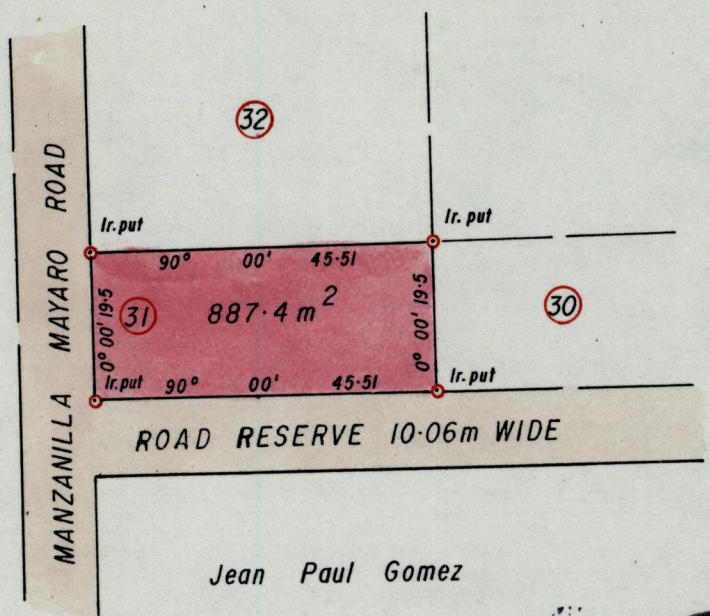 32
Ir. put
Ir. put
90° 00' 45·51
MANZANILLA MAYARO ROAD
0° 00' 19·5
31
887·4 m²
0° 00' 19·5
30
Ir. put
90° 00' 45·51
Ir. put
ROAD RESERVE 10·06m WIDE
Jean Paul Gomez